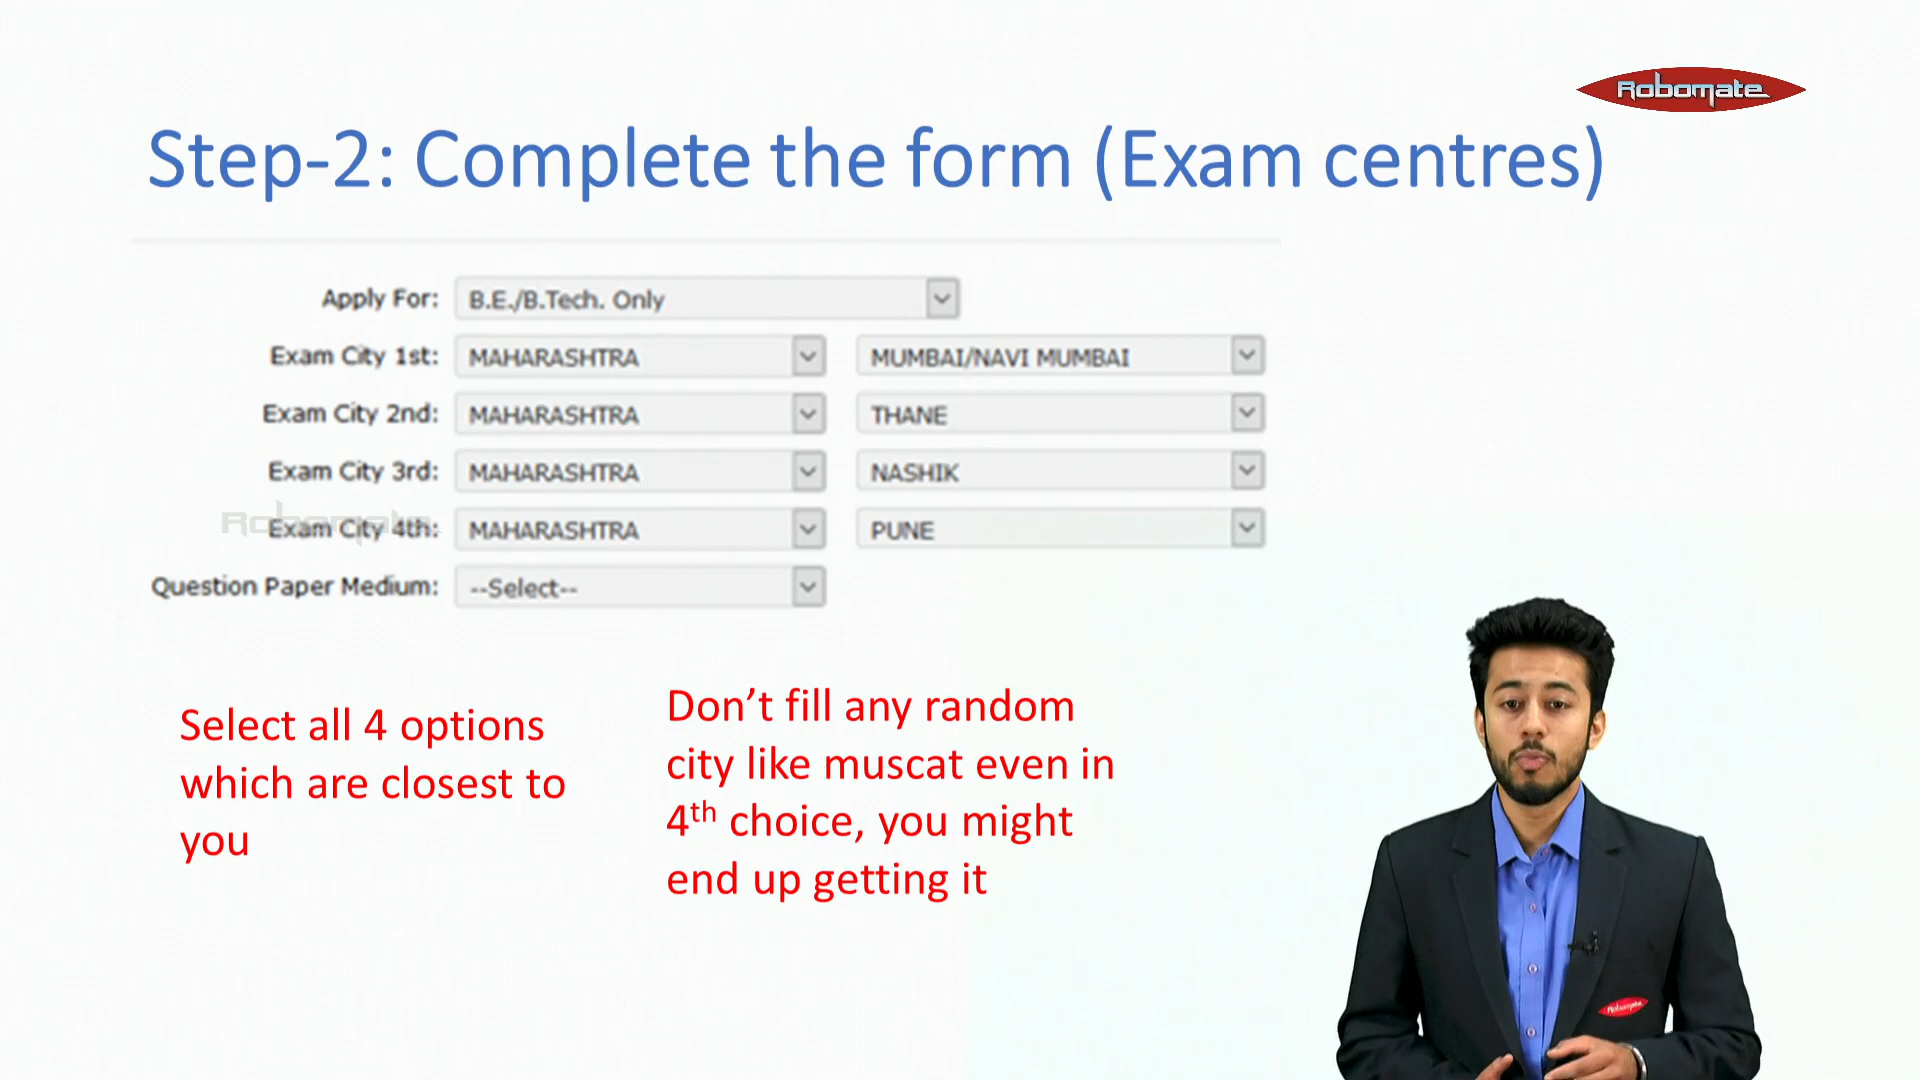 Robomate
Step-2: Complete the form (Exam centres)
Apply For: B.E./B.Tech. Only
Exam City 1st: MAHARASHTRA MUMBAI/NAVI MUMBAI
Exam City 2nd: MAHARASHTRA THANE
Exam City 3rd: MAHARASHTRA NASHIK
Robomate
Exam City 4th: MAHARASHTRA PUNE
Question Paper Medium: --Select--
Select all 4 options
which are closest to
you
Don’t fill any random
city like muscat even in
4th choice, you might
end up getting it
Robomate